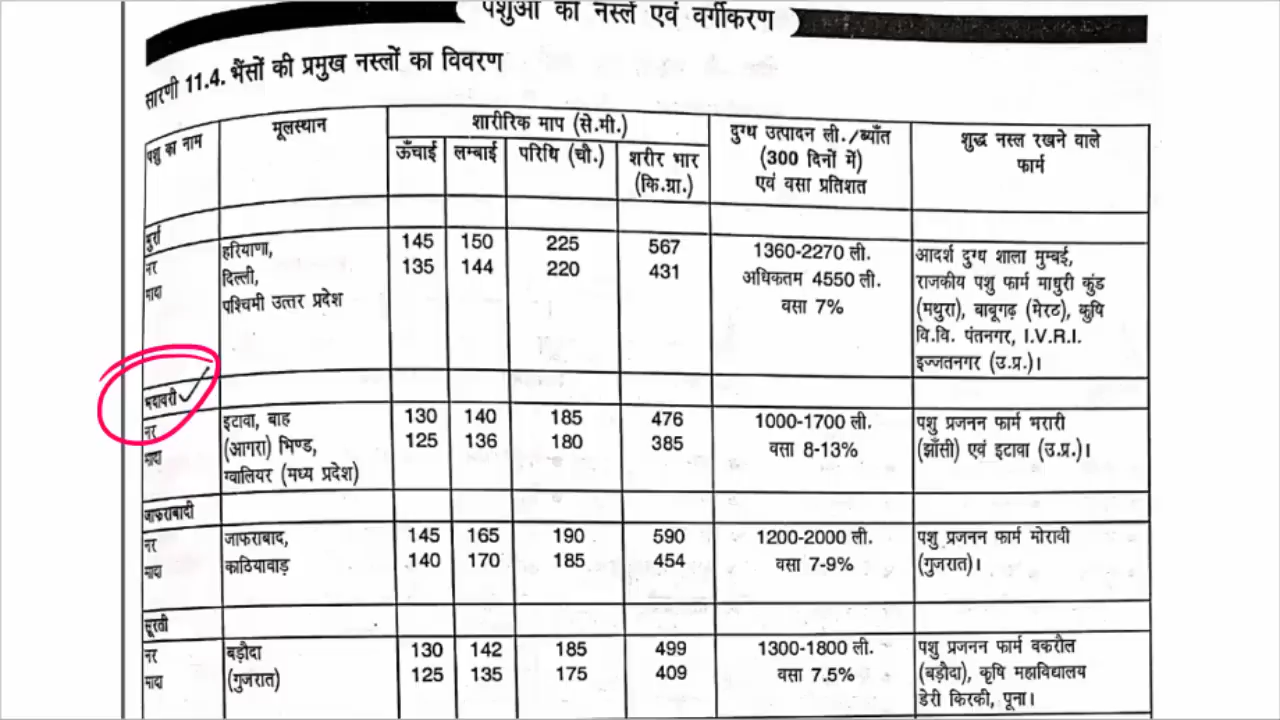 पशुओं की नस्लें एवं वर्गीकरण
सारणी 11.4. भैंसों की प्रमुख नस्लों का विवरण
पशु का नाम
मूलस्थान
शारीरिक माप (से.मी.)
ऊँचाई
लम्बाई
परिधि (चौ.)
शरीर भार
(कि.ग्रा.)
दुग्ध उत्पादन ली./ब्याँत
(300 दिनों में)
एवं वसा प्रतिशत
शुद्ध नस्ल रखने वाले
फार्म
मुर्रा
नर हरियाणा, 145 150 225 567 1360-2270 ली. आदर्श दुग्ध शाला मुम्बई,
मादा दिल्ली, 135 144 220 431 अधिकतम 4550 ली. राजकीय पशु फार्म माधुरी कुंड
पश्चिमी उत्तर प्रदेश वसा 7% (मथुरा), बाबूगढ़ (मेरठ), कृषि
वि.वि. पंतनगर, I.V.R.I.
इज्जतनगर (उ.प्र.)।
भदावरी
नर इटावा, बाह 130 140 185 476 1000-1700 ली. पशु प्रजनन फार्म भरारी
मादा (आगरा) भिण्ड, 125 136 180 385 वसा 8-13% (झाँसी) एवं इटावा (उ.प्र.)।
ग्वालियर (मध्य प्रदेश)
जाफराबादी
नर जाफराबाद, 145 165 190 590 1200-2000 ली. पशु प्रजनन फार्म मोरावी
मादा काठियावाड़ 140 170 185 454 वसा 7-9% (गुजरात)।
सूरती
नर बड़ौदा 130 142 185 499 1300-1800 ली. पशु प्रजनन फार्म वकरौल
मादा (गुजरात) 125 135 175 409 वसा 7.5% (बड़ौदा), कृषि महाविद्यालय
डेरी किरकी, पूना।